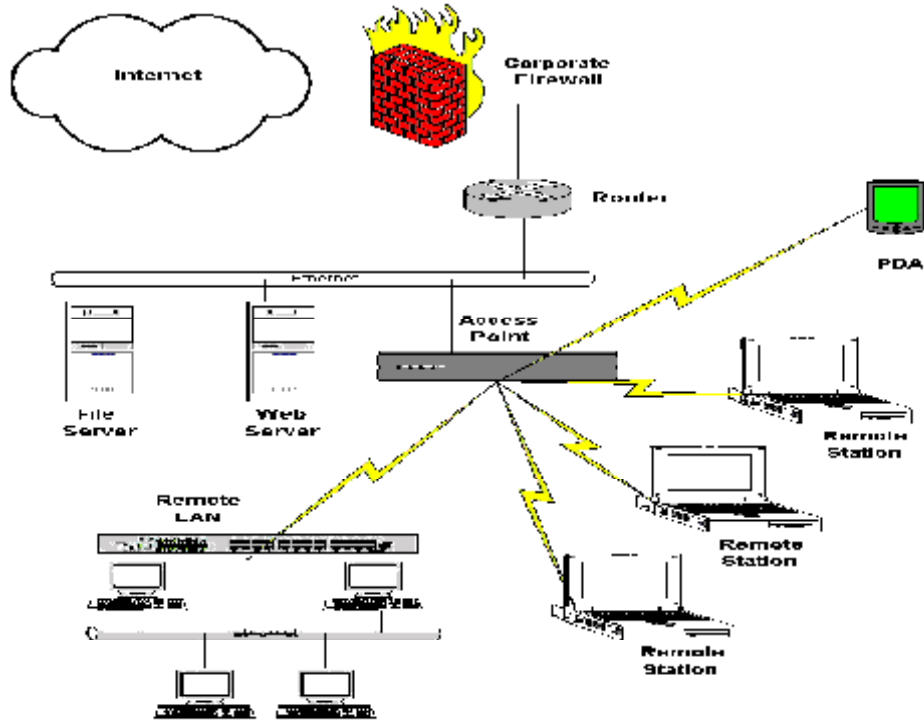 Internet
Corporate
Firewall
Router
PDA
Ethernet
Access
Point
File
Server
Web
Server
Remote
Station
Remote
LAN
Remote
Station
Remote
Station
Ethernet